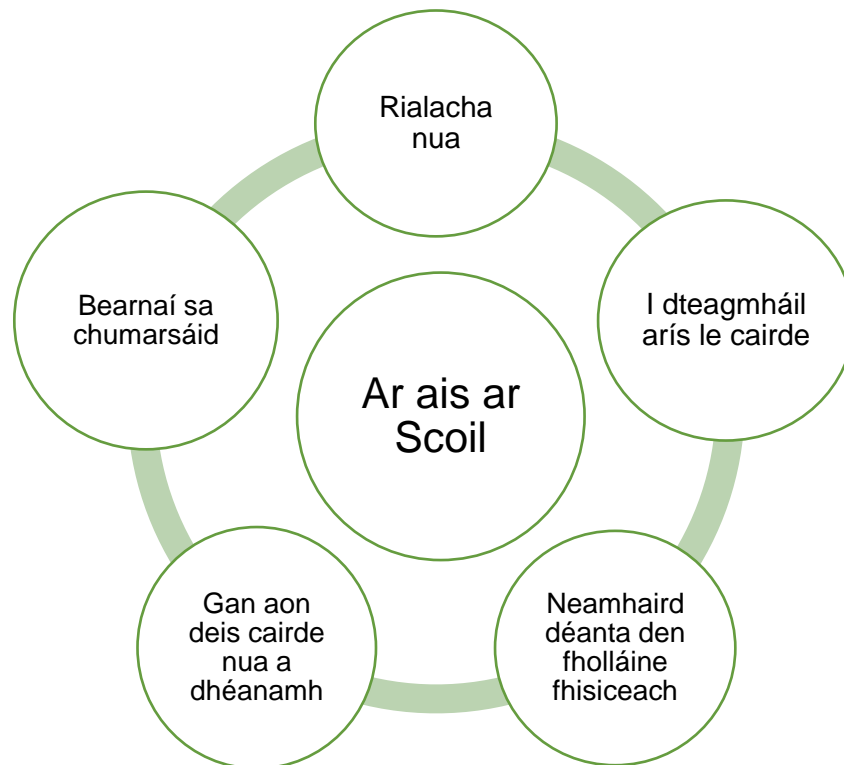 Rialacha
nua
I dteagmháil
arís le cairde
Neamhaird
déanta den
fholláine
fhisiceach
Gan aon
deis cairde
nua a
dhéanamh
Bearnaí sa
chumarsáid
Ar ais ar
Scoil